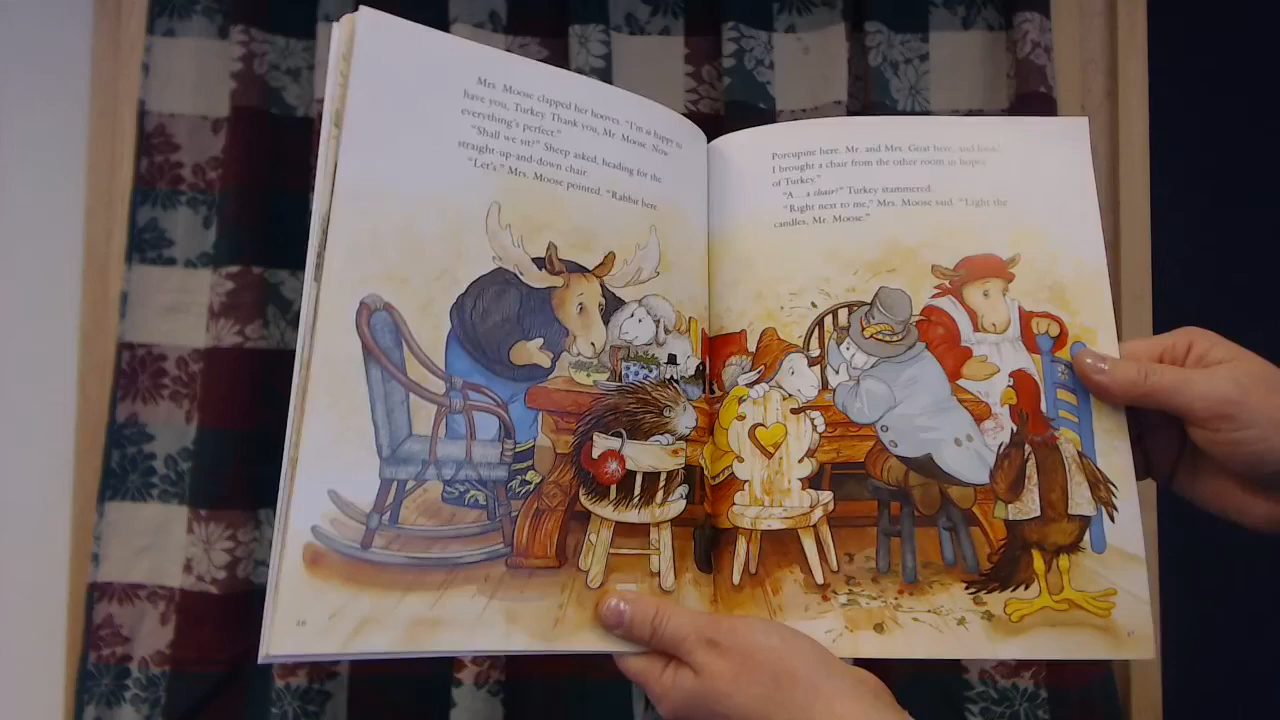 Mrs. Moose clapped her hooves. "I'm so happy to
have you, Turkey. Thank you, Mr. Moose. Now
everything's perfect."
"Shall we sit?" Sheep asked, heading for the
straight-up-and-down chair.
"Let's." Mrs. Moose pointed. "Rabbit here.
Porcupine here. Mr. and Mrs. Goat here, and look!
I brought a chair from the other room in hopes
of Turkey."
"A...a chair?" Turkey stammered.
"Right next to me," Mrs. Moose said. "Light the
candles, Mr. Moose."
26
27